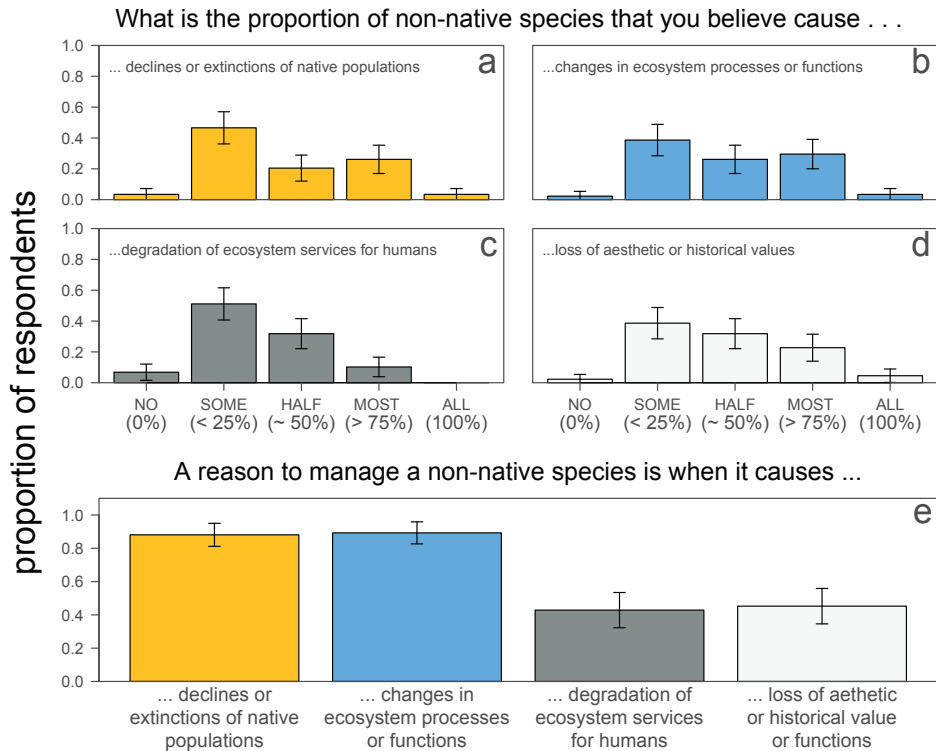 What is the proportion of non-native species that you believe cause . . .
proportion of respondents
1.0
0.8
0.6
0.4
0.2
0.0
... declines or extinctions of native populations
a
...changes in ecosystem processes or functions
b
1.0
0.8
0.6
0.4
0.2
0.0
...degradation of ecosystem services for humans
c
...loss of aesthetic or historical values
d
NO SOME HALF MOST ALL
(0%) (< 25%) (~ 50%) (> 75%) (100%)
NO SOME HALF MOST ALL
(0%) (< 25%) (~ 50%) (> 75%) (100%)
A reason to manage a non-native species is when it causes ...
e
1.0
0.8
0.6
0.4
0.2
0.0
... declines or
extinctions of native
populations
... changes in
ecosystem processes
or functions
... degradation of
ecosystem services
for humans
... loss of aethetic
or historical value
or functions